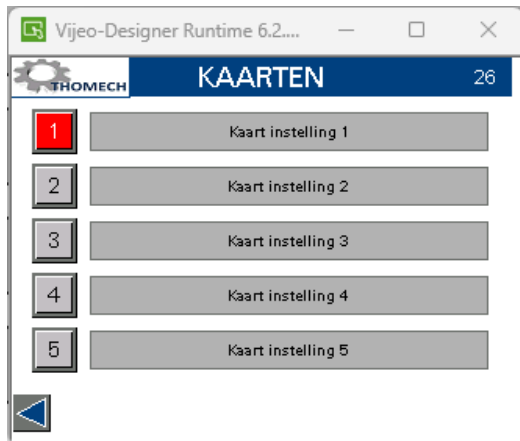 Vijeo-Designer Runtime 6.2....
THOMECH KAARTEN 26
1 Kaart instelling 1
2 Kaart instelling 2
3 Kaart instelling 3
4 Kaart instelling 4
5 Kaart instelling 5